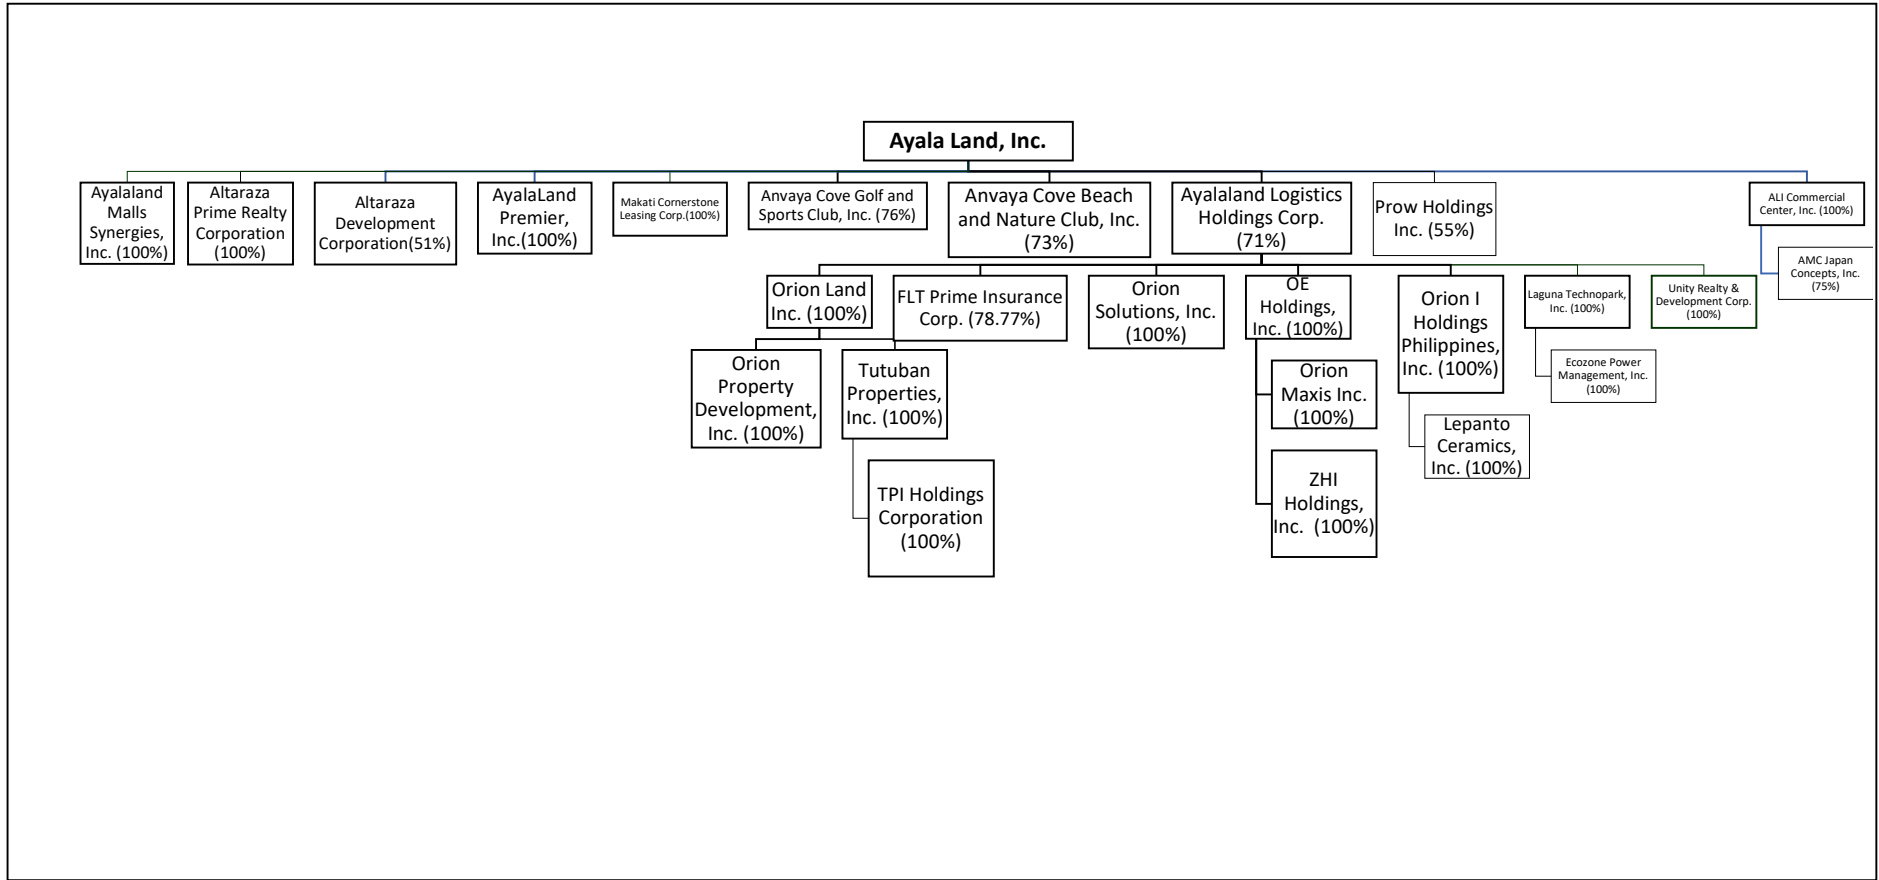 Ayala Land, Inc.
Ayalaland
Malls
Synergies,
Inc. (100%)
Altaraza
Prime Realty
Corporation
(100%)
Altaraza
Development
Corporation(51%)
AyalaLand
Premier,
Inc.(100%)
Makati Cornerstone
Leasing Corp.(100%)
Anvaya Cove Golf and
Sports Club, Inc. (76%)
Anvaya Cove Beach
and Nature Club, Inc.
(73%)
Ayalaland Logistics
Holdings Corp.
(71%)
Prow Holdings
Inc. (55%)
ALI Commercial
Center, Inc. (100%)
AMC Japan
Concepts, Inc.
(75%)
Orion Land
Inc. (100%)
FLT Prime Insurance
Corp. (78.77%)
Orion
Solutions, Inc.
(100%)
OE
Holdings,
Inc. (100%)
Orion I
Holdings
Philippines,
Inc. (100%)
Laguna Technopark,
Inc. (100%)
Unity Realty &
Development Corp.
(100%)
Orion
Property
Development,
Inc. (100%)
Tutuban
Properties,
Inc. (100%)
Orion
Maxis Inc.
(100%)
Ecozone Power
Management, Inc.
(100%)
Lepanto
Ceramics,
Inc. (100%)
TPI Holdings
Corporation
(100%)
ZHI
Holdings,
Inc.  (100%)